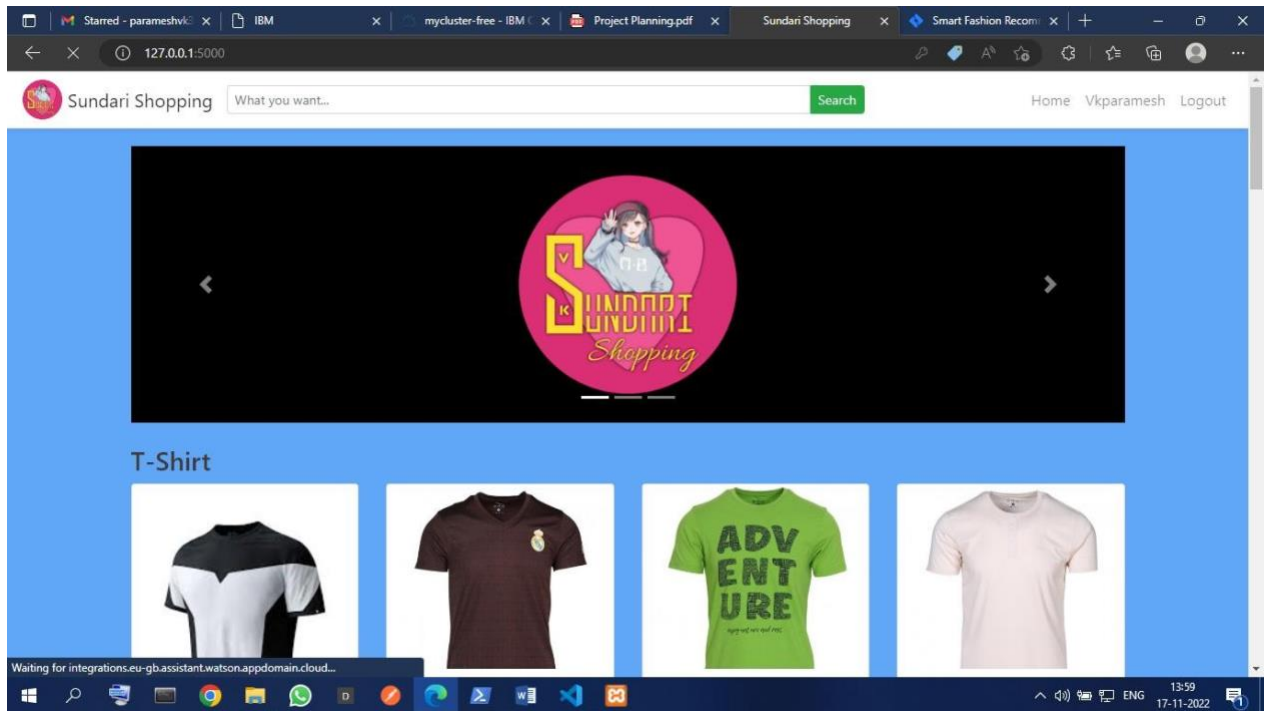 Starred - parameshvk3
IBM
mycluster-free - IBM C
Project Planning.pdf
Sundari Shopping
Smart Fashion Recom
127.0.0.1:5000
Sundari Shopping
What you want...
Search
Home Vkparamesh Logout
V
K
SUNDARI
Shopping
T-Shirt
ADV
ENT
URE
Waiting for integrations.eu-gb.assistant.watson.appdomain.cloud...
ENG
13:59
17-11-2022
1